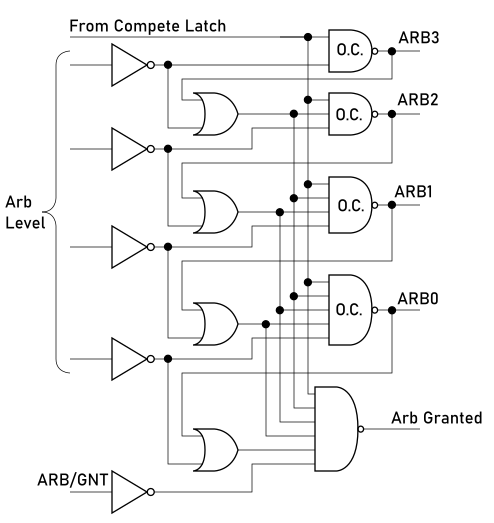 From Compete Latch
ARB3
O.C.
ARB2
O.C.
ARB1
O.C.
Arb
Level
ARB0
O.C.
Arb Granted
ARB/GNT